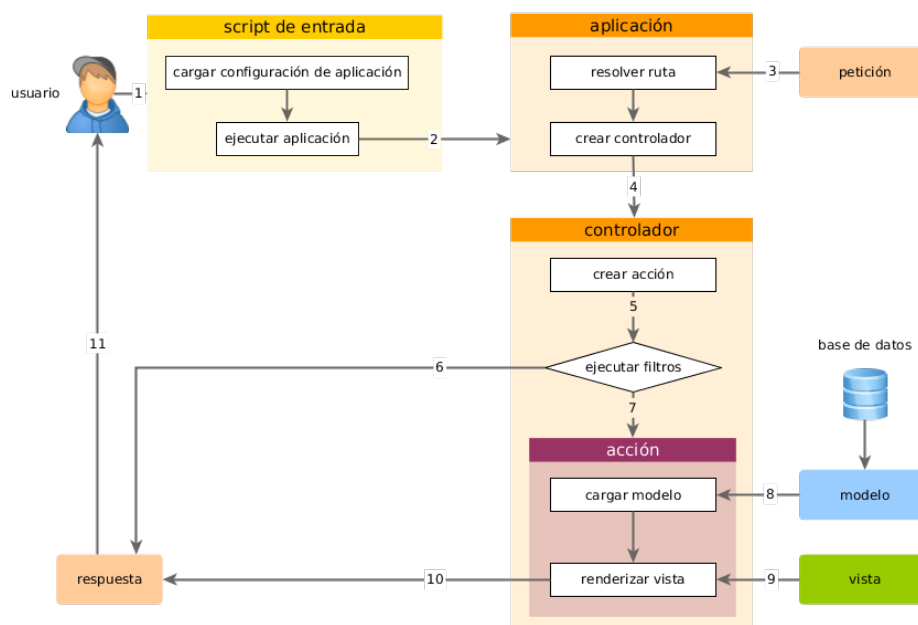 script de entrada
aplicación
cargar configuración de aplicación
resolver ruta
3
petición
usuario
1
ejecutar aplicación
2
crear controlador
4
controlador
crear acción
5
11
6
ejecutar filtros
base de datos
7
acción
cargar modelo
8
modelo
respuesta
10
renderizar vista
9
vista